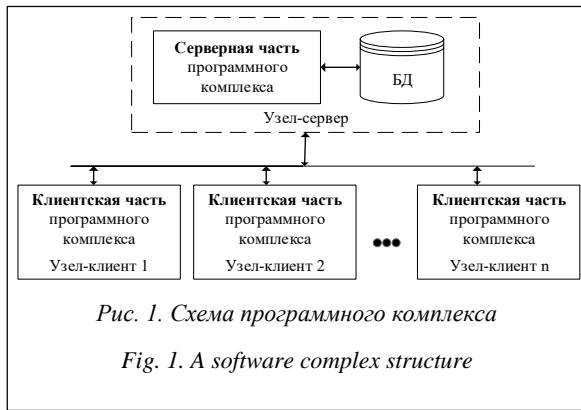 Серверная часть
программного
комплекса
БД
Узел-сервер
Клиентская часть
программного
комплекса
Узел-клиент 1
Клиентская часть
программного
комплекса
Узел-клиент 2
Клиентская часть
программного
комплекса
Узел-клиент n
Рис. 1. Схема программного комплекса
Fig. 1. A software complex structure